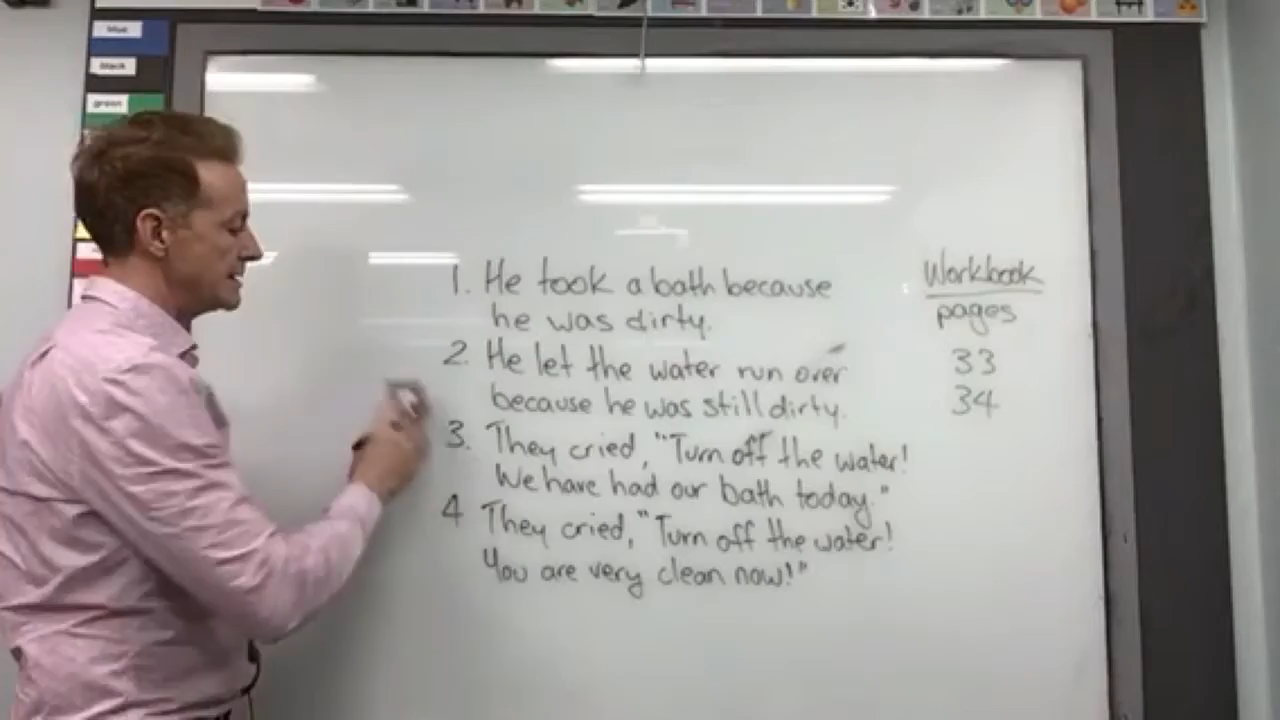 blue
black
green
1. He took a bath because
he was dirty.
2. He let the water run over
because he was still dirty.
3. They cried, "Turn off the water!
We have had our bath today."
4 They cried, "Turn off the water!
You are very clean now!"
Workbook
pages
33
34